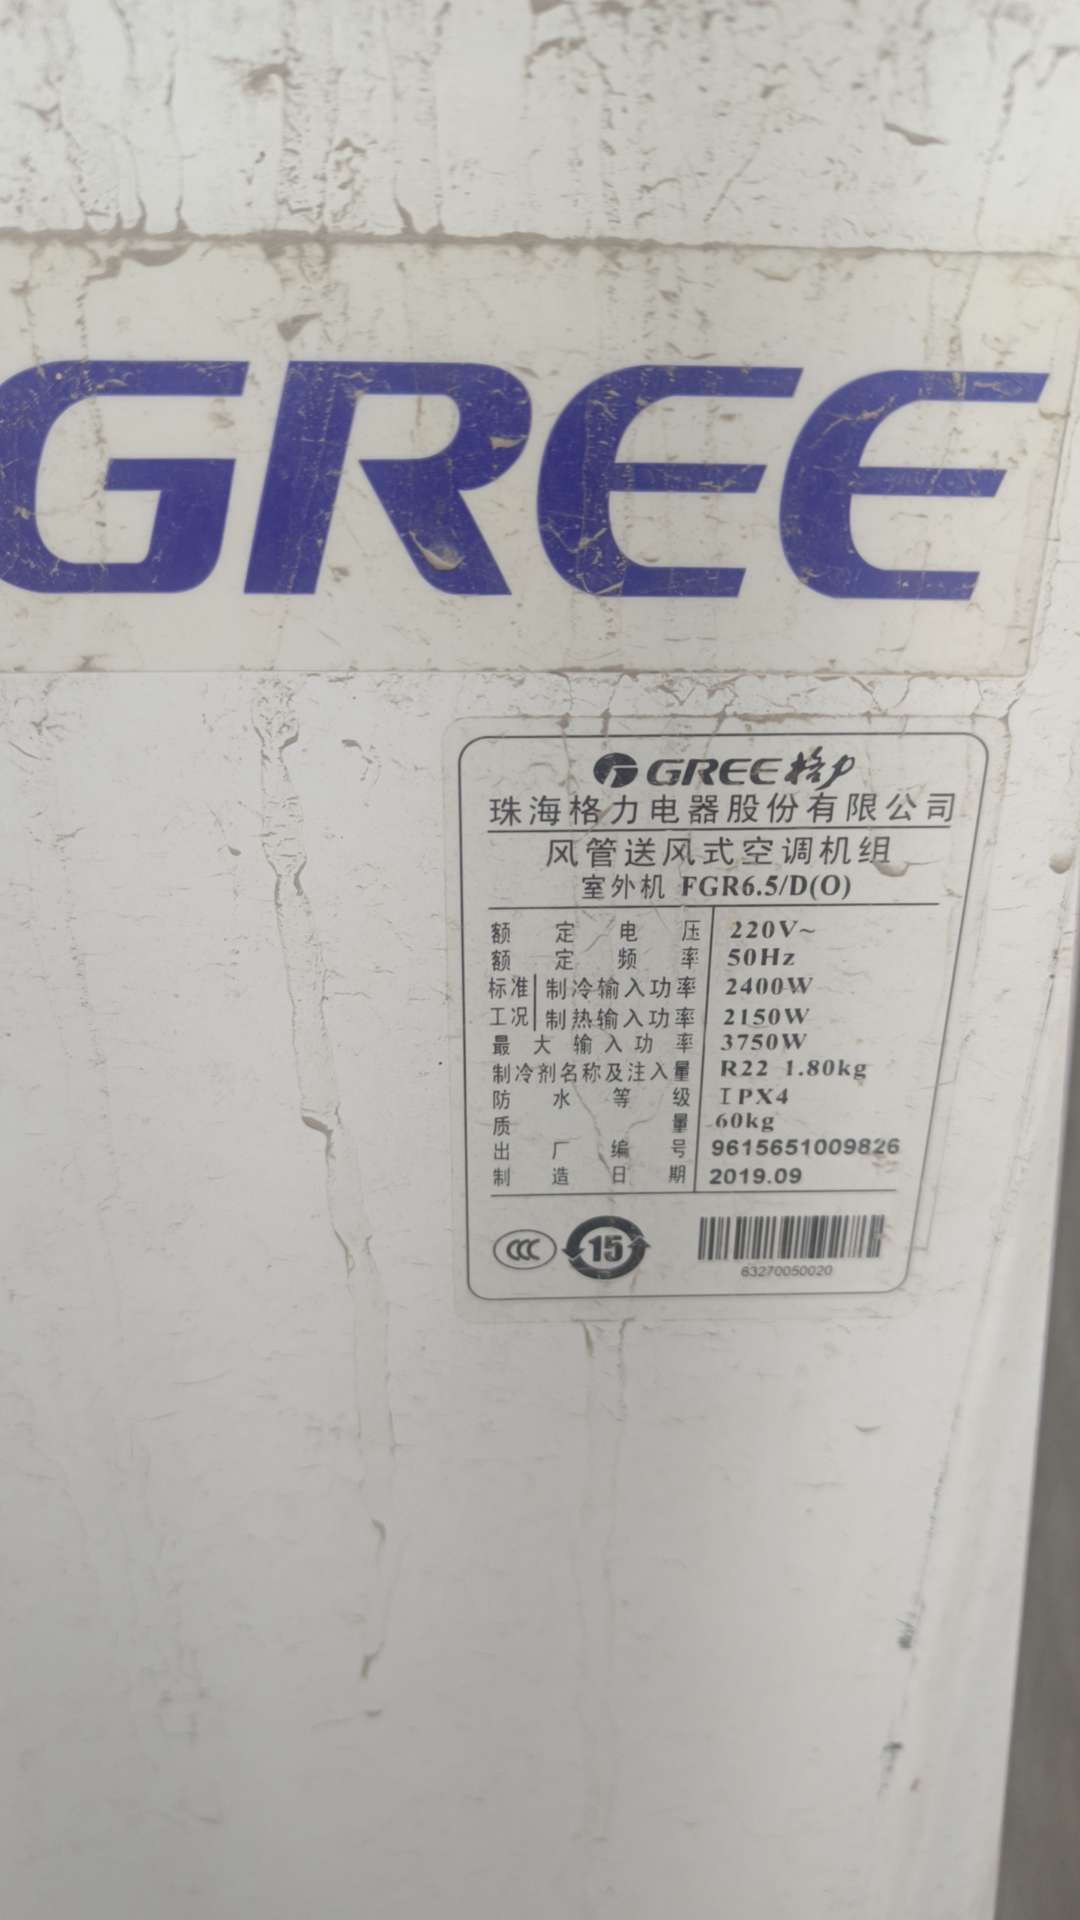 GREE
GREE格力
珠海格力电器股份有限公司
风管送风式空调机组
室外机 FGR6.5/D(O)
额定电压 220V~
额定频率 50Hz
标准 制冷输入功率 2400W
工况 制热输入功率 2150W
最大输入功率 3750W
制冷剂名称及注入量 R22 1.80kg
防水等级 IPX4
质量 60kg
出厂编号 9615651009826
制造日期 2019.09
CCC 15
63270050020